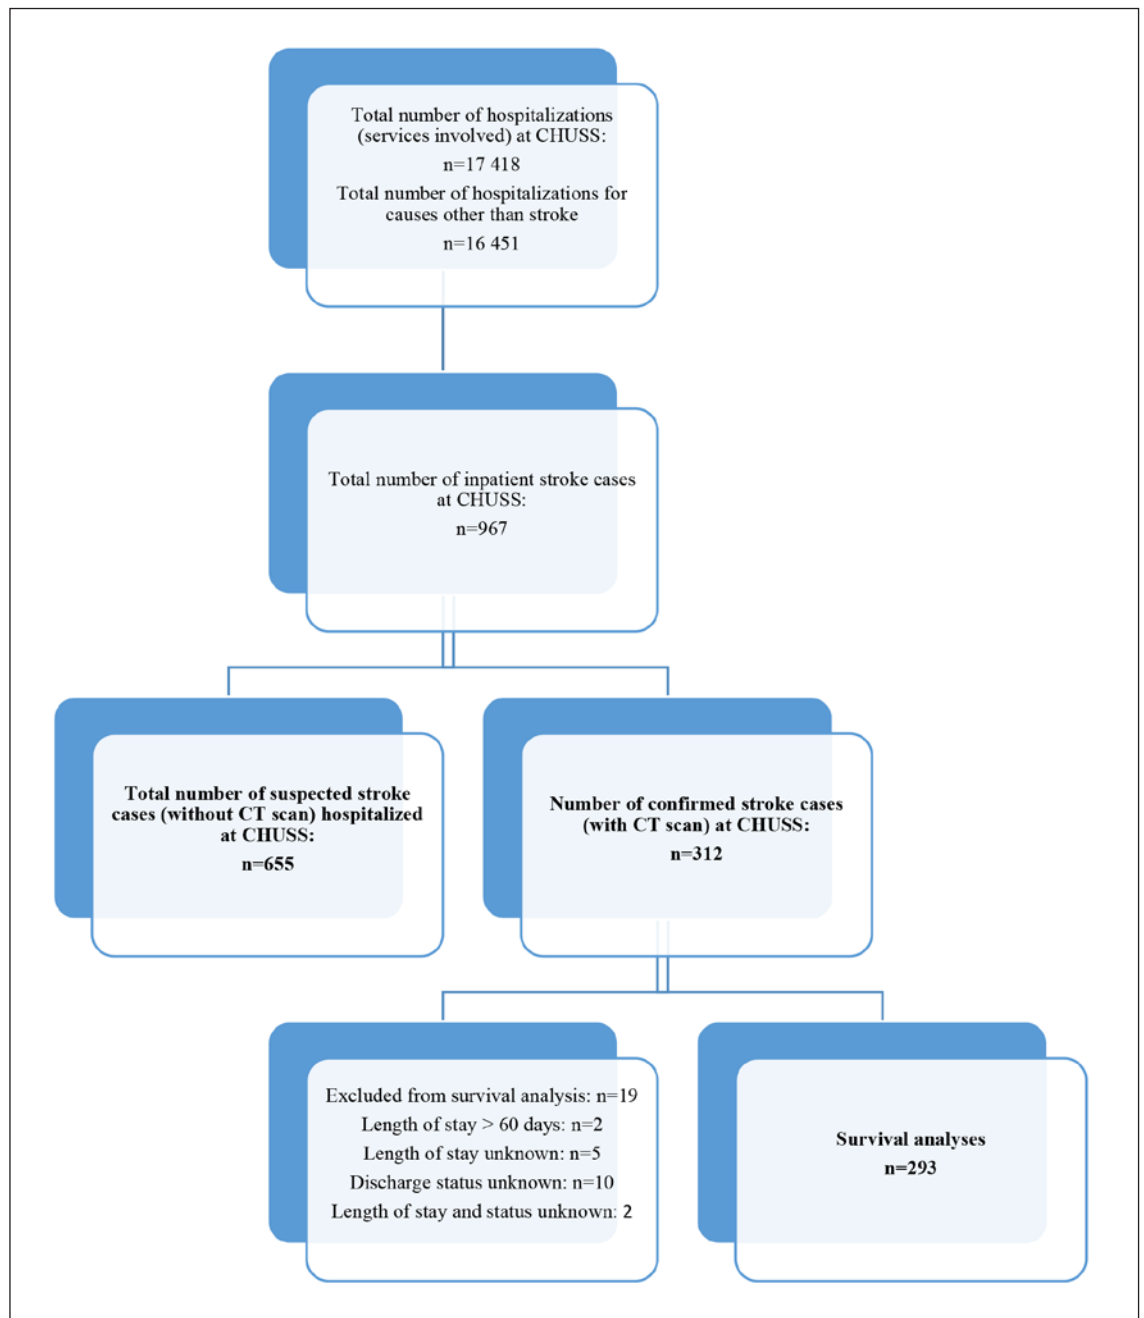 Total number of hospitalizations
(services involved) at CHUSS:
n=17 418
Total number of hospitalizations for
causes other than stroke
n=16 451
Total number of inpatient stroke cases
at CHUSS:
n=967
Total number of suspected stroke
cases (without CT scan) hospitalized
at CHUSS:
n=655
Number of confirmed stroke cases
(with CT scan) at CHUSS:
n=312
Excluded from survival analysis: n=19
Length of stay > 60 days: n=2
Length of stay unknown: n=5
Discharge status unknown: n=10
Length of stay and status unknown: 2
Survival analyses
n=293